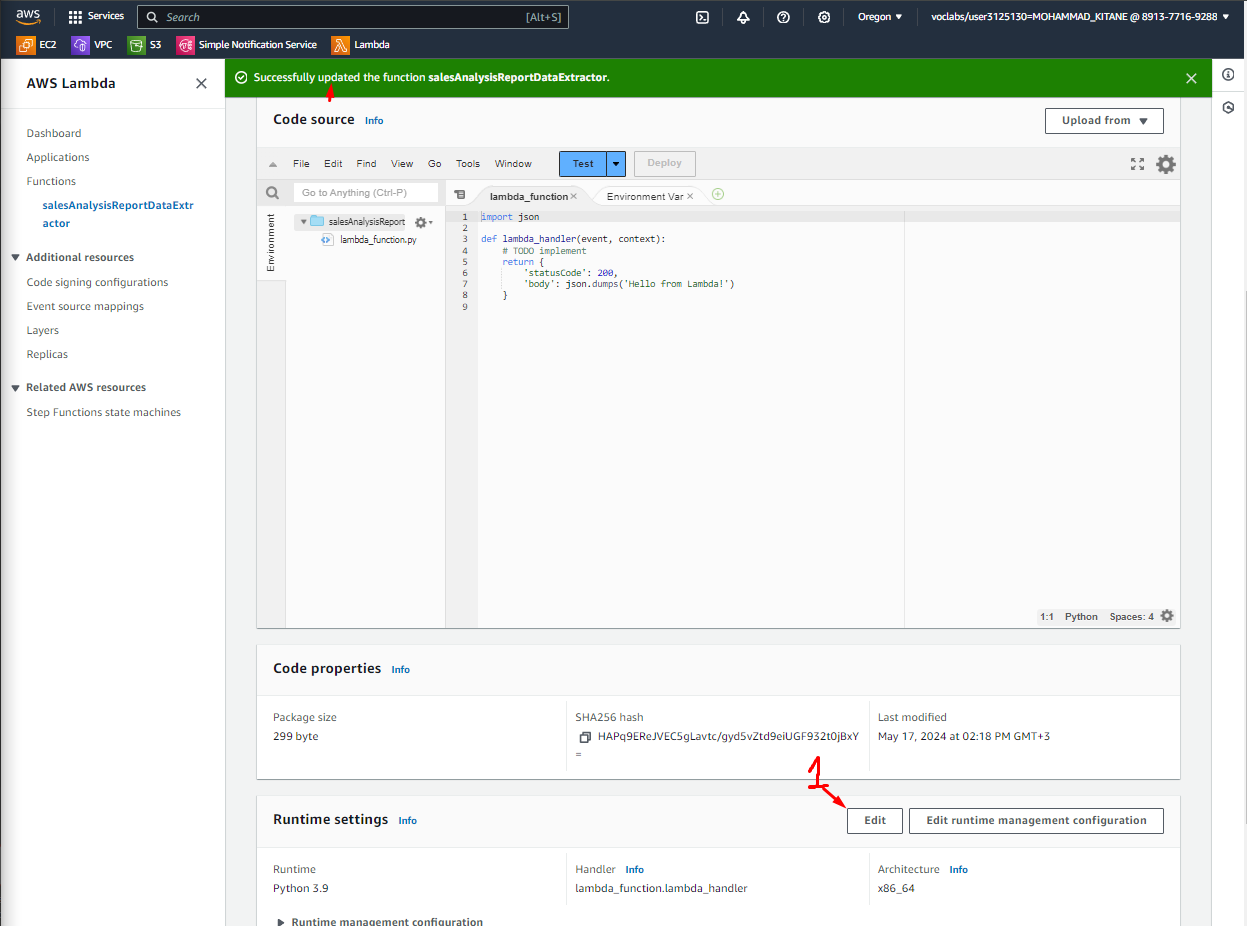 aws
Services
Search
[Alt+S]
Oregon
voclabs/user3125130=MOHAMMAD_KITANE @ 8913-7716-9288
EC2
VPC
S3
Simple Notification Service
Lambda
AWS Lambda
Dashboard
Applications
Functions
salesAnalysisReportDataExtr
actor
Additional resources
Code signing configurations
Event source mappings
Layers
Replicas
Related AWS resources
Step Functions state machines
Successfully updated the function salesAnalysisReportDataExtractor.
Code source Info
Upload from
File Edit Find View Go Tools Window
Test
Deploy
Go to Anything (Ctrl-P)
Environment
salesAnalysisReport
lambda_function.py
lambda_function
Environment Var
1 import json
2
3 def lambda_handler(event, context):
4 # TODO implement
5 return {
6 'statusCode': 200,
7 'body': json.dumps('Hello from Lambda!')
8 }
9
1:1 Python Spaces: 4
Code properties Info
Package size
299 byte
SHA256 hash
HAPq9EReJVEC5gLavtc/gyd5vZtd9eiUGF932t0jBxY
=
Last modified
May 17, 2024 at 02:18 PM GMT+3
1
Runtime settings Info
Edit
Edit runtime management configuration
Runtime
Python 3.9
Handler Info
lambda_function.lambda_handler
Architecture Info
x86_64
Runtime management configuration